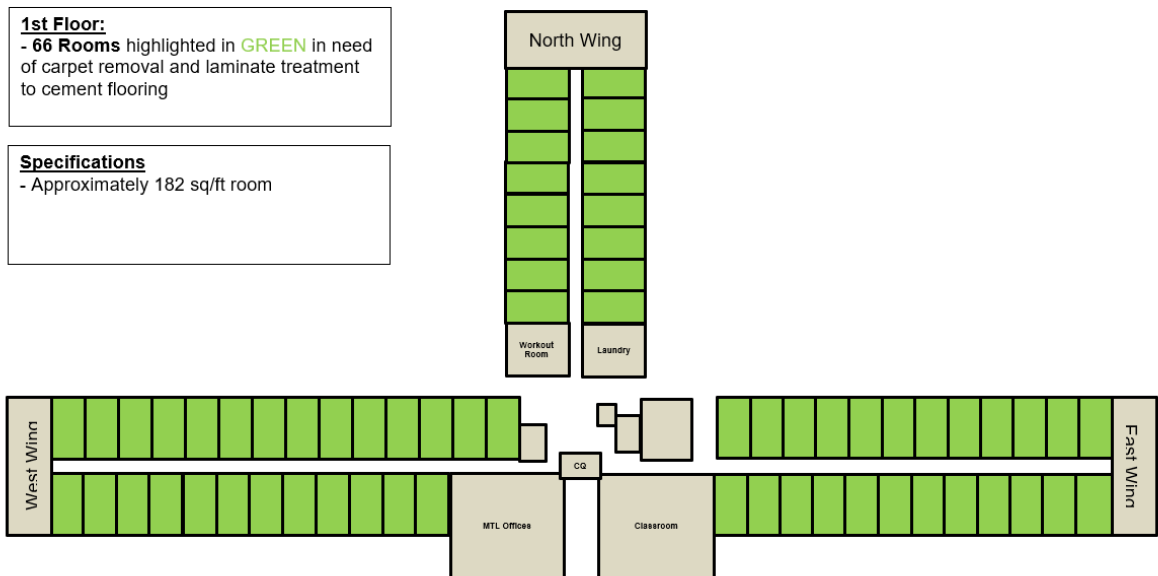 1st Floor:
- 66 Rooms highlighted in GREEN in need
of carpet removal and laminate treatment
to cement flooring
Specifications
- Approximately 182 sq/ft room
North Wing
Workout
Room
Laundry
West Wing
CQ
East Wing
MTL Offices
Classroom